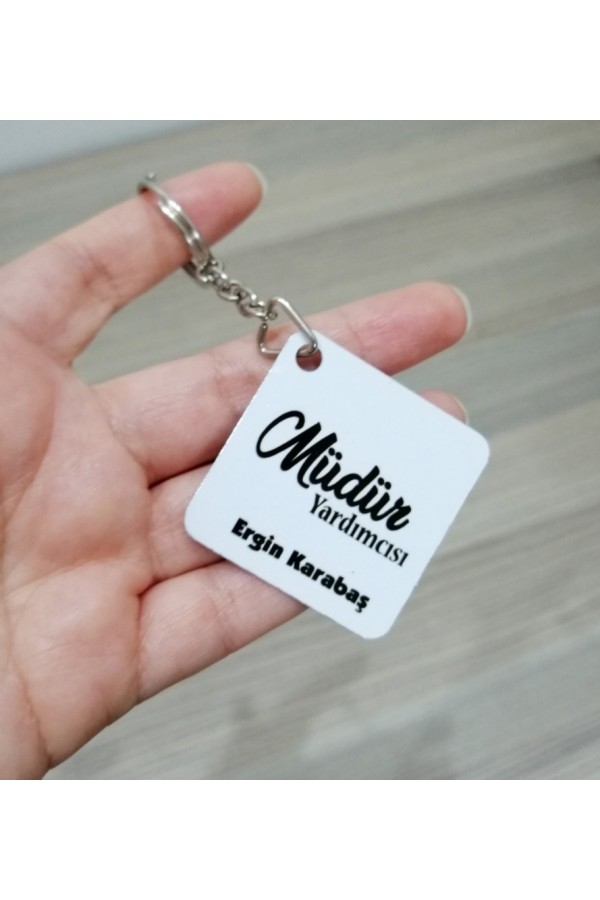 Müdür
Yardımcısı
Ergin Karabaş